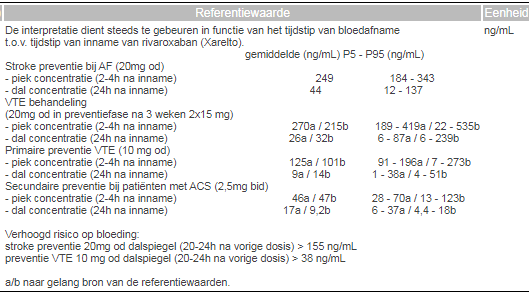 Referentiewaarde Eenheid
De interpretatie dient steeds te gebeuren in functie van het tijdstip van bloedafname ng/mL
t.o.v. tijdstip van inname van rivaroxaban (Xarelto).
gemiddelde (ng/mL) P5 - P95 (ng/mL)
Stroke preventie bij AF (20mg od)
- piek concentratie (2-4h na inname) 249 184 - 343
- dal concentratie (24h na inname) 44 12 - 137
VTE behandeling
(20mg od in preventiefase na 3 weken 2x15 mg)
- piek concentratie (2-4h na inname) 270a / 215b 189 - 419a / 22 - 535b
- dal concentratie (24h na inname) 26a / 32b 6 - 87a / 6 - 239b
Primaire preventie VTE (10 mg od)
- piek concentratie (2-4h na inname) 125a / 101b 91 - 196a / 7 - 273b
- dal concentratie (24h na inname) 9a / 14b 1 - 38a / 4 - 51b
Secundaire preventie bij patiënten met ACS (2,5mg bid)
- piek concentratie (2-4h na inname) 46a / 47b 28 - 70a / 13 - 123b
- dal concentratie (24h na inname) 17a / 9,2b 6 - 37a / 4,4 - 18b
Verhoogd risico op bloeding:
stroke preventie 20mg od dalspiegel (20-24h na vorige dosis) > 155 ng/mL
preventie VTE 10 mg od dalspiegel (20-24h na vorige dosis) > 38 ng/mL
a/b naar gelang bron van de referentiewaarden.